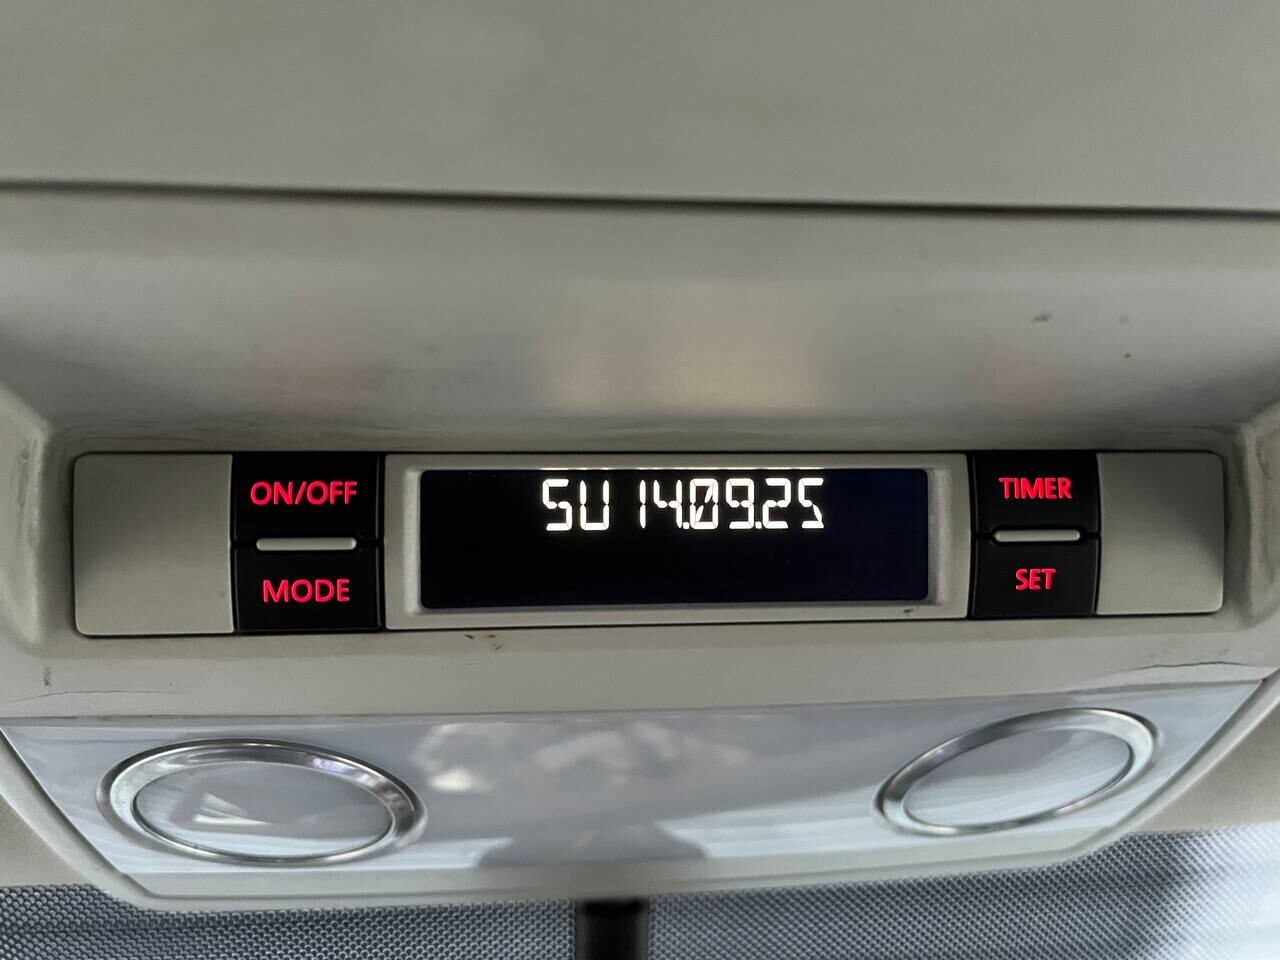 ON/OFF
MODE
SU 14.09.25
TIMER
SET